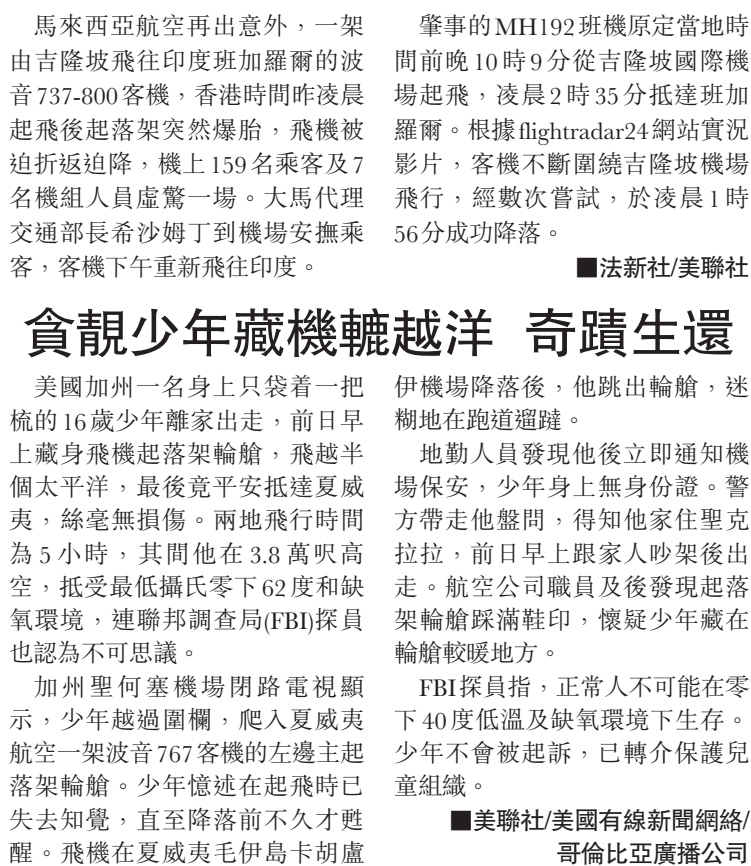 馬來西亞航空再出意外，一架
由吉隆坡飛往印度班加羅爾的波
音737-800客機，香港時間昨凌晨
起飛後起落架突然爆胎，飛機被
迫折返迫降，機上159名乘客及7
名機組人員虛驚一場。大馬代理
交通部長希沙姆丁到機場安撫乘
客，客機下午重新飛往印度。
肇事的MH192班機原定當地時
間前晚10時9分從吉隆坡國際機
場起飛，凌晨2時35分抵達班加
羅爾。根據flightradar24網站實況
影片，客機不斷圍繞吉隆坡機場
飛行，經數次嘗試，於凌晨1時
56分成功降落。
■法新社/美聯社
貪靚少年藏機轆越洋 奇蹟生還
美國加州一名身上只袋着一把
梳的16歲少年離家出走，前日早
上藏身飛機起落架輪艙，飛越半
個太平洋，最後竟平安抵達夏威
夷，絲毫無損傷。兩地飛行時間
為5小時，其間他在3.8萬呎高
空，抵受最低攝氏零下62度和缺
氧環境，連聯邦調查局(FBI)探員
也認為不可思議。
加州聖何塞機場閉路電視顯
示，少年越過圍欄，爬入夏威夷
航空一架波音767客機的左邊主起
落架輪艙。少年憶述在起飛時已
失去知覺，直至降落前不久才甦
醒。飛機在夏威夷毛伊島卡胡盧
伊機場降落後，他跳出輪艙，迷
糊地在跑道遛躂。
地勤人員發現他後立即通知機
場保安，少年身上無身份證。警
方帶走他盤問，得知他家住聖克
拉拉，前日早上跟家人吵架後出
走。航空公司職員及後發現起落
架輪艙踩滿鞋印，懷疑少年藏在
輪艙較暖地方。
FBI探員指，正常人不可能在零
下40度低溫及缺氧環境下生存。
少年不會被起訴，已轉介保護兒
童組織。
■美聯社/美國有線新聞網絡/
哥倫比亞廣播公司